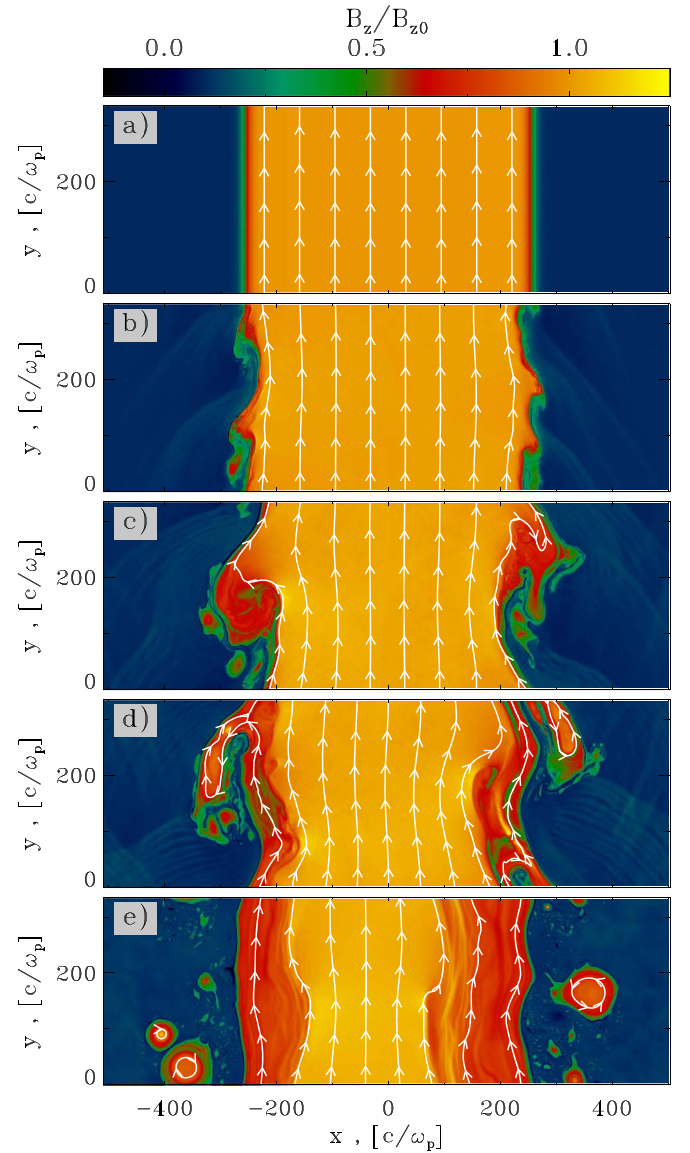 B_z/B_z0
0.0 0.5 1.0
a)
y , [c/ω_p]
200
0
b)
y , [c/ω_p]
200
0
c)
y , [c/ω_p]
200
0
d)
y , [c/ω_p]
200
0
e)
y , [c/ω_p]
200
0
−400 −200 0 200 400
x , [c/ω_p]